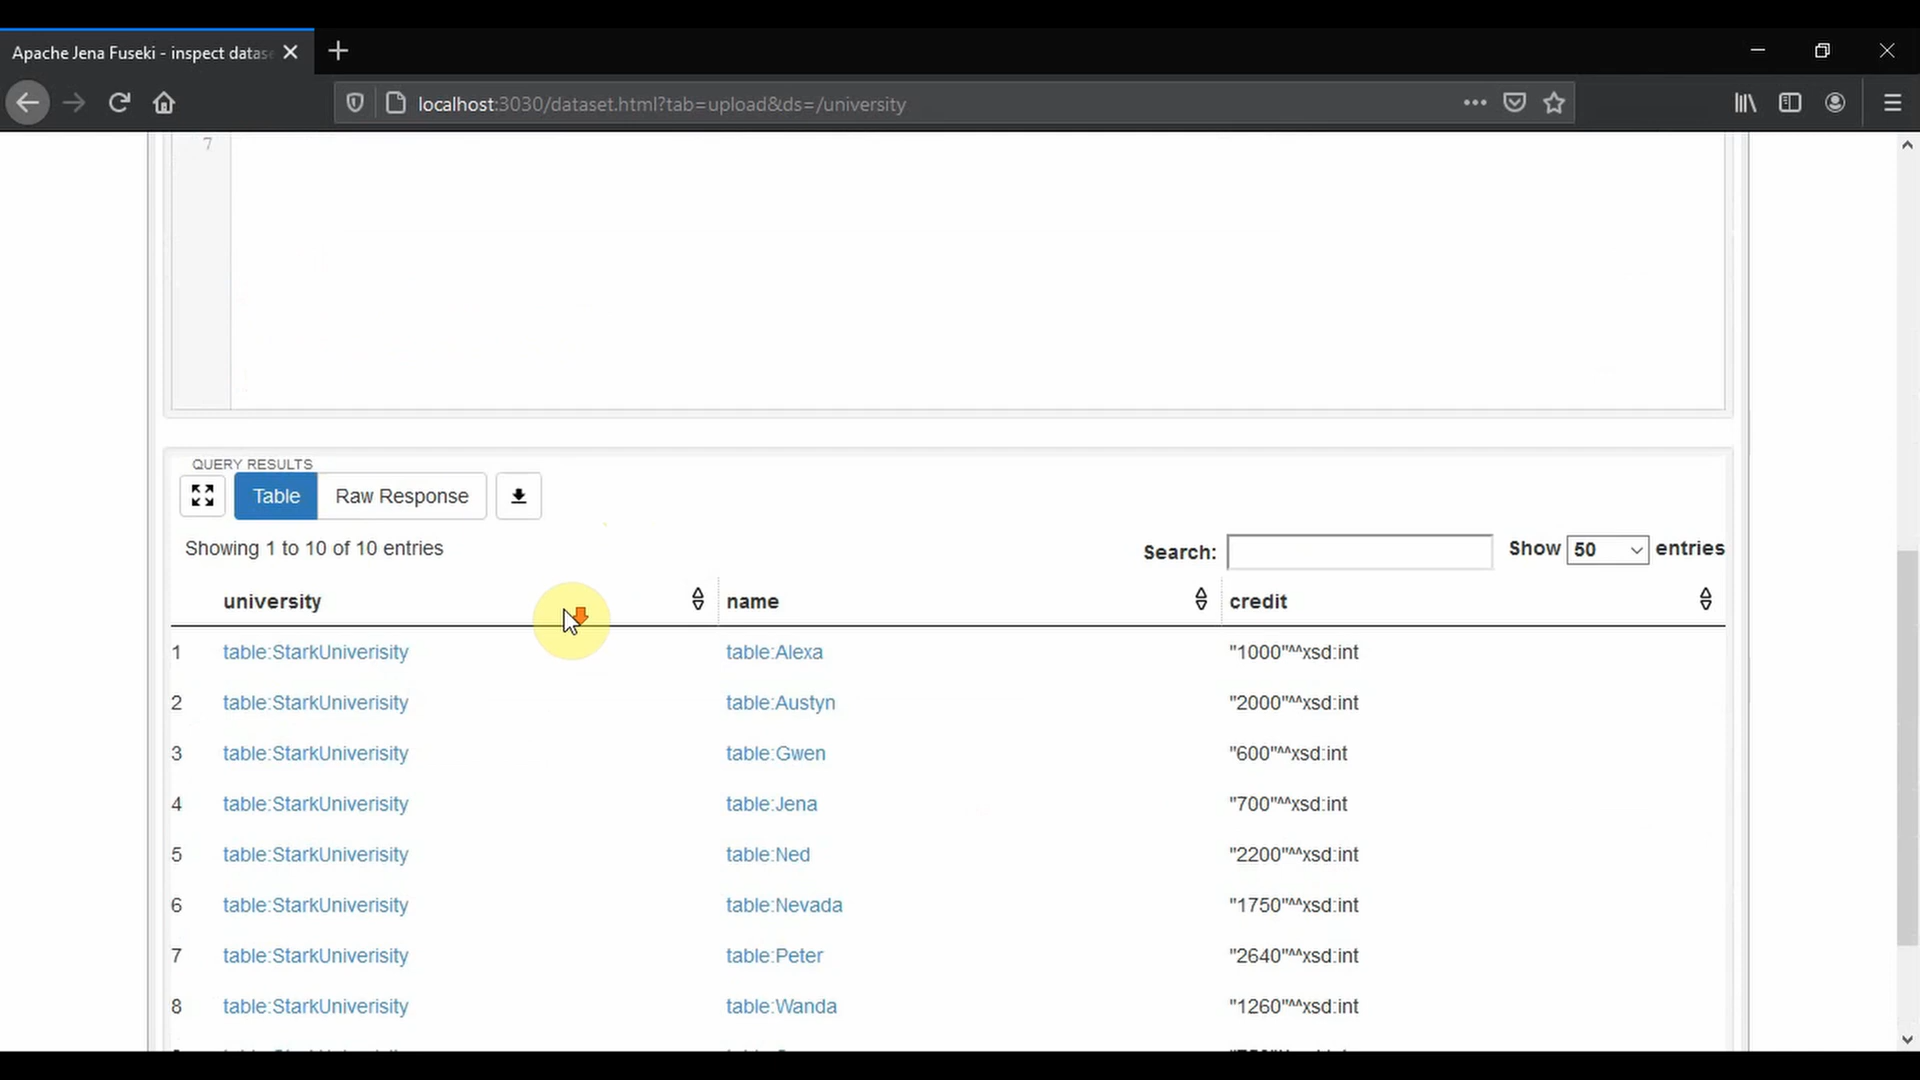 Apache Jena Fuseki - inspect datase
localhost:3030/dataset.html?tab=upload&ds=/university
7
QUERY RESULTS
Table Raw Response
Showing 1 to 10 of 10 entries Search: Show 50 entries
university name credit
1 table:StarkUniverisity table:Alexa "1000"^^xsd:int
2 table:StarkUniverisity table:Austyn "2000"^^xsd:int
3 table:StarkUniverisity table:Gwen "600"^^xsd:int
4 table:StarkUniverisity table:Jena "700"^^xsd:int
5 table:StarkUniverisity table:Ned "2200"^^xsd:int
6 table:StarkUniverisity table:Nevada "1750"^^xsd:int
7 table:StarkUniverisity table:Peter "2640"^^xsd:int
8 table:StarkUniverisity table:Wanda "1260"^^xsd:int